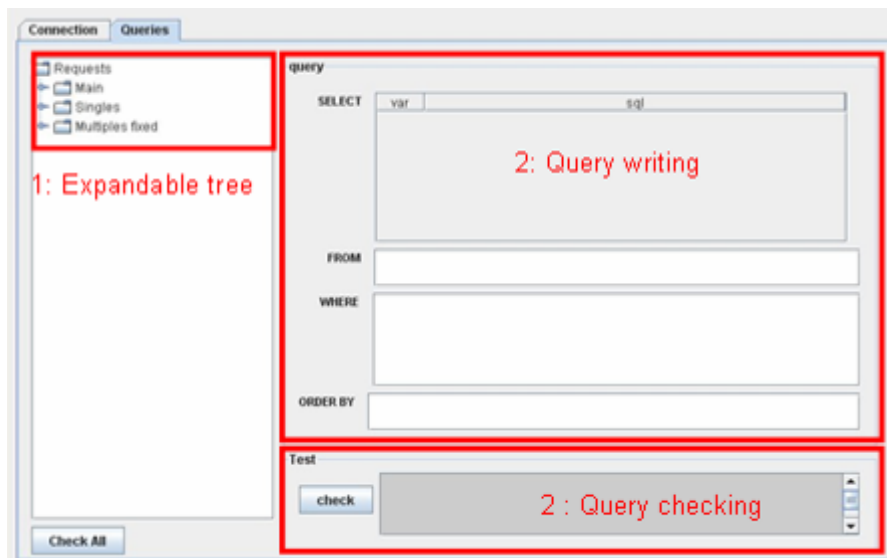 Connection Queries
Requests
Main
Singles
Multiples fixed
1: Expandable tree
Check All
query
SELECT var sql
2: Query writing
FROM
WHERE
ORDER BY
Test
check
2 : Query checking